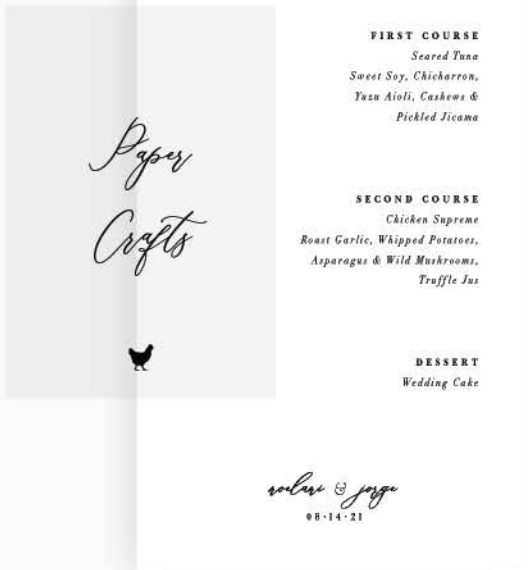 Paper
Crafts
FIRST COURSE
Seared Tuna
Sweet Soy, Chicharron,
Yuzu Aioli, Cashews &
Pickled Jicama
SECOND COURSE
Chicken Supreme
Roast Garlic, Whipped Potatoes,
Asparagus & Wild Mushrooms,
Truffle Jus
DESSERT
Wedding Cake
noelani & jorge
08·14·21